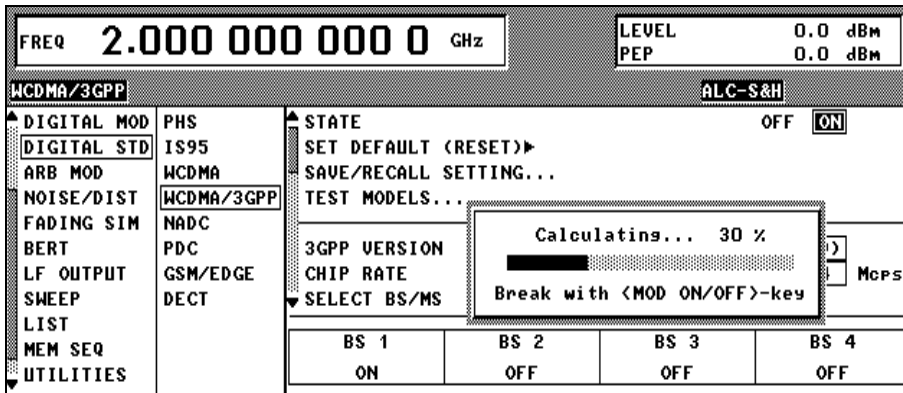 FREQ 2.000 000 000 0 GHz
LEVEL 0.0 dBm
PEP 0.0 dBm
WCDMA/3GPP
ALC-S&H
DIGITAL MOD
DIGITAL STD
ARB MOD
NOISE/DIST
FADING SIM
BERT
LF OUTPUT
SWEEP
LIST
MEM SEQ
UTILITIES
PHS
IS95
WCDMA
WCDMA/3GPP
NADC
PDC
GSM/EDGE
DECT
STATE OFF ON
SET DEFAULT (RESET)
SAVE/RECALL SETTING...
TEST MODELS...
3GPP VERSION
CHIP RATE Mcps
SELECT BS/MS
Calculating... 30 %
Break with <MOD ON/OFF>-key
BS 1 BS 2 BS 3 BS 4
ON OFF OFF OFF